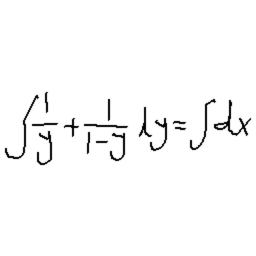 ∫ 1/y + 1/(1-y) dy = ∫ dx